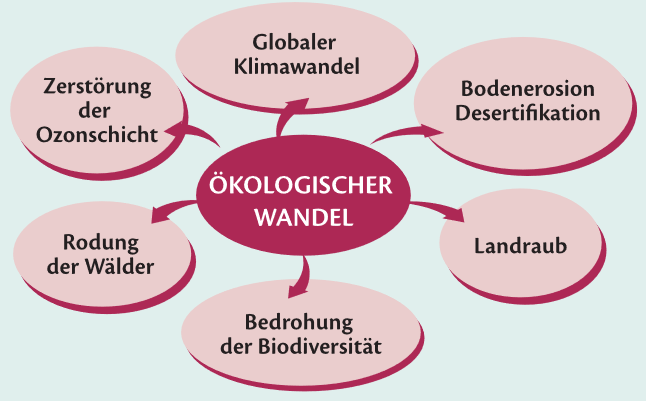 Globaler
Klimawandel
Zerstörung
der
Ozonschicht
Bodenerosion
Desertifikation
ÖKOLOGISCHER
WANDEL
Rodung
der Wälder
Landraub
Bedrohung
der Biodiversität